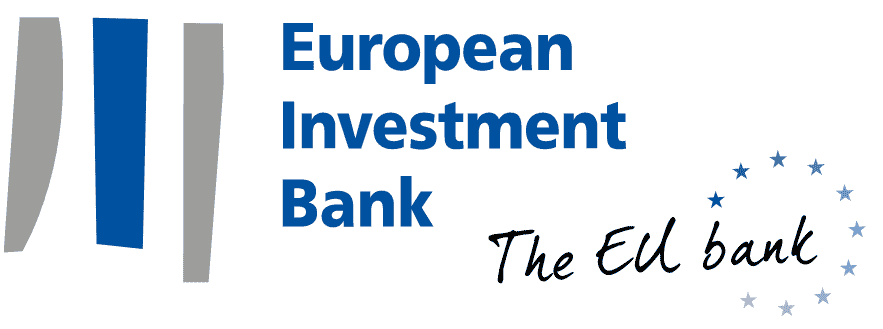 European
Investment
Bank
The EU bank